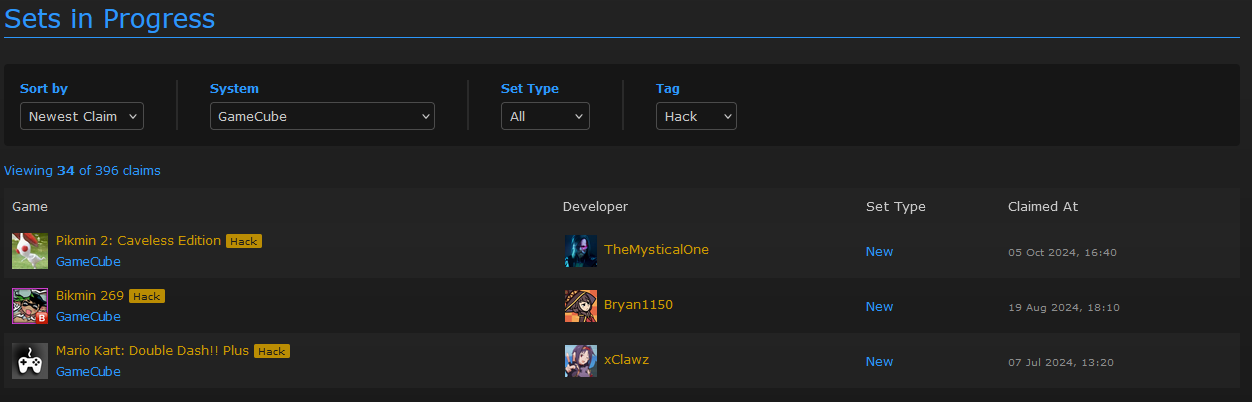 Sets in Progress
Sort by System Set Type Tag
Newest Claim GameCube All Hack
Viewing 34 of 396 claims
Game Developer Set Type Claimed At
Pikmin 2: Caveless Edition Hack
GameCube
TheMysticalOne New 05 Oct 2024, 16:40
Bikmin 269 Hack
GameCube
B
Bryan1150 New 19 Aug 2024, 18:10
Mario Kart: Double Dash!! Plus Hack
GameCube
xClawz New 07 Jul 2024, 13:20